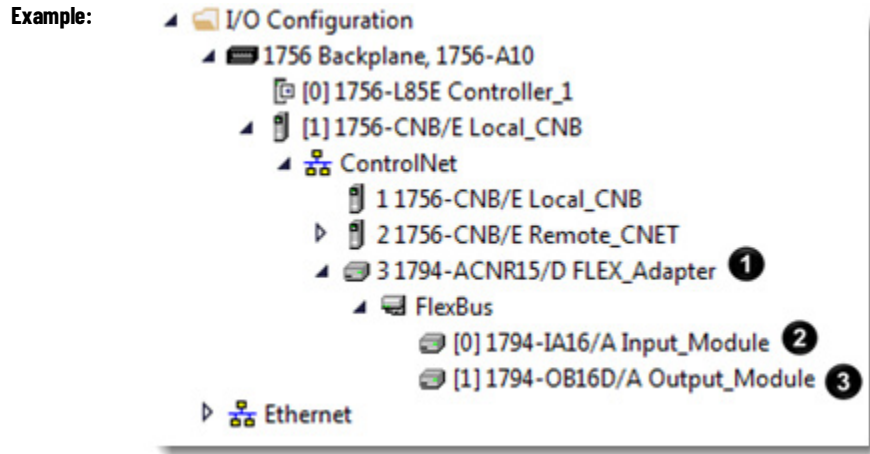 Example:
I/O Configuration
1756 Backplane, 1756-A10
[0] 1756-L85E Controller_1
[1] 1756-CNB/E Local_CNB
ControlNet
1 1756-CNB/E Local_CNB
2 1756-CNB/E Remote_CNET
3 1794-ACNR15/D FLEX_Adapter 1
FlexBus
[0] 1794-IA16/A Input_Module 2
[1] 1794-OB16D/A Output_Module 3
Ethernet